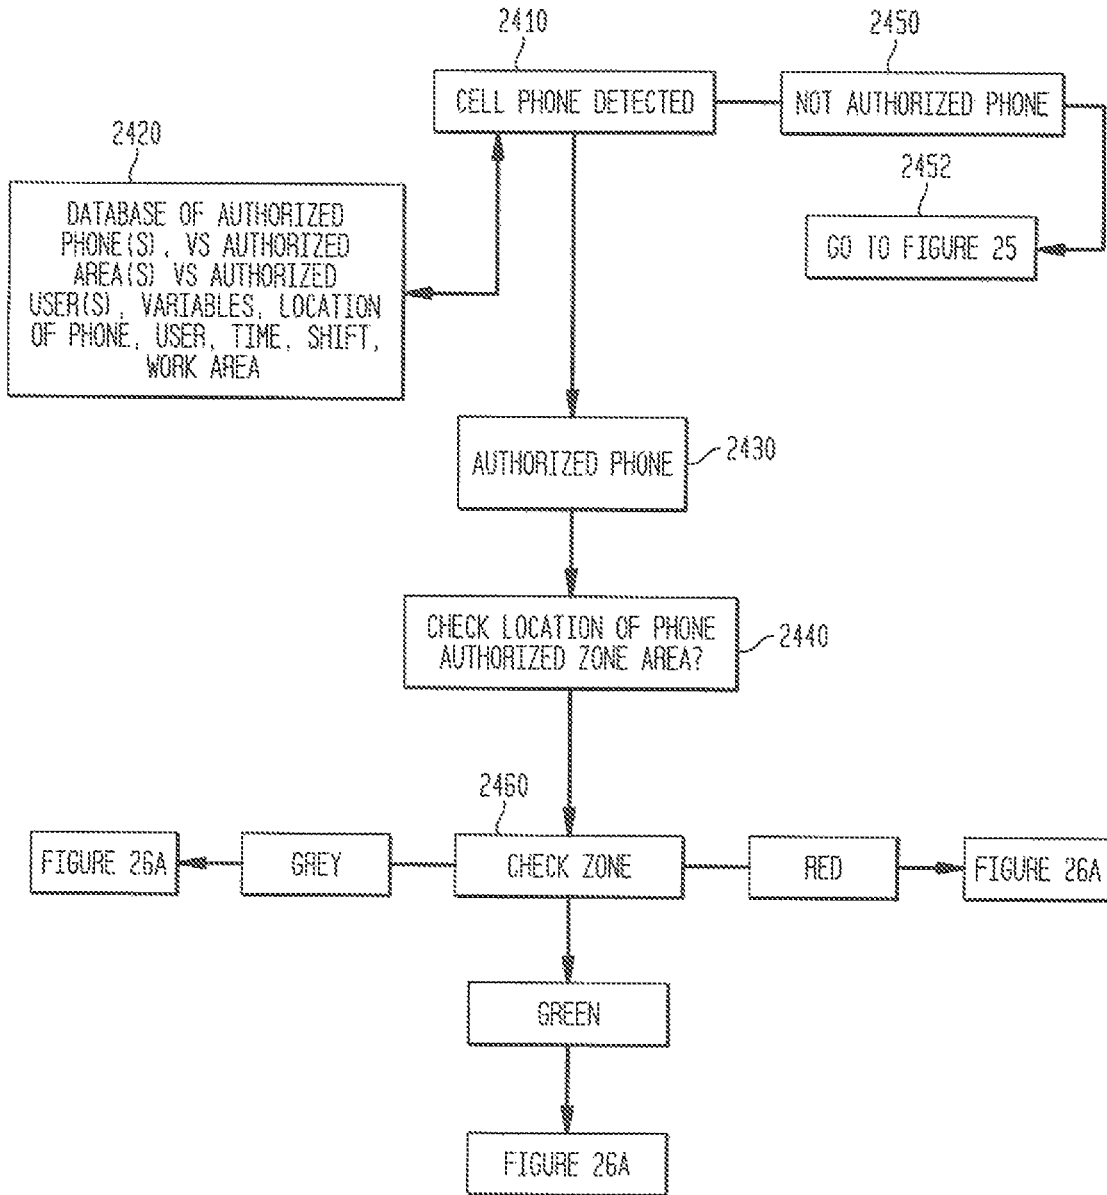 2410
CELL PHONE DETECTED
2450
NOT AUTHORIZED PHONE
2420
DATABASE OF AUTHORIZED
PHONE(S), VS AUTHORIZED
AREA(S) VS AUTHORIZED
USER(S), VARIABLES, LOCATION
OF PHONE, USER, TIME, SHIFT,
WORK AREA
2452
GO TO FIGURE 25
AUTHORIZED PHONE
2430
CHECK LOCATION OF PHONE
AUTHORIZED ZONE AREA?
2440
2460
FIGURE 26A
GREY
CHECK ZONE
RED
FIGURE 26A
GREEN
FIGURE 26A